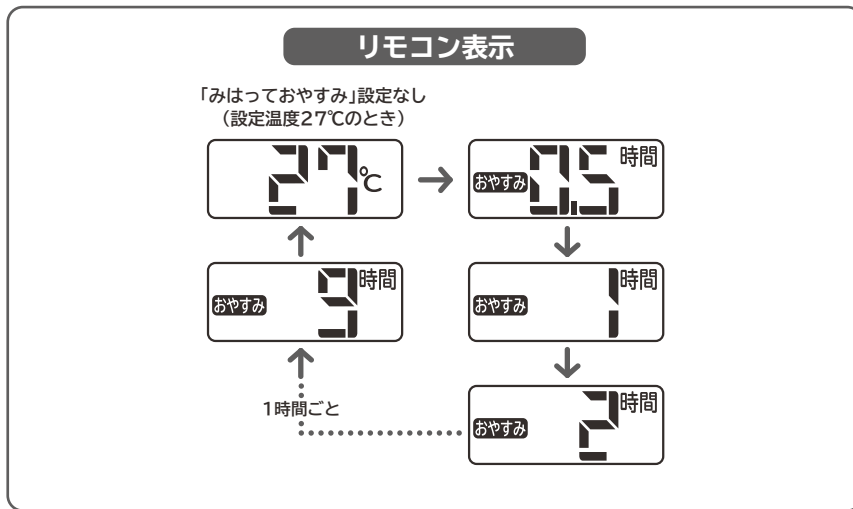 リモコン表示
「みはっておやすみ」設定なし
（設定温度27℃のとき）
27℃
おやすみ 0.5 時間
おやすみ 1 時間
おやすみ 2 時間
1時間ごと
おやすみ 9 時間